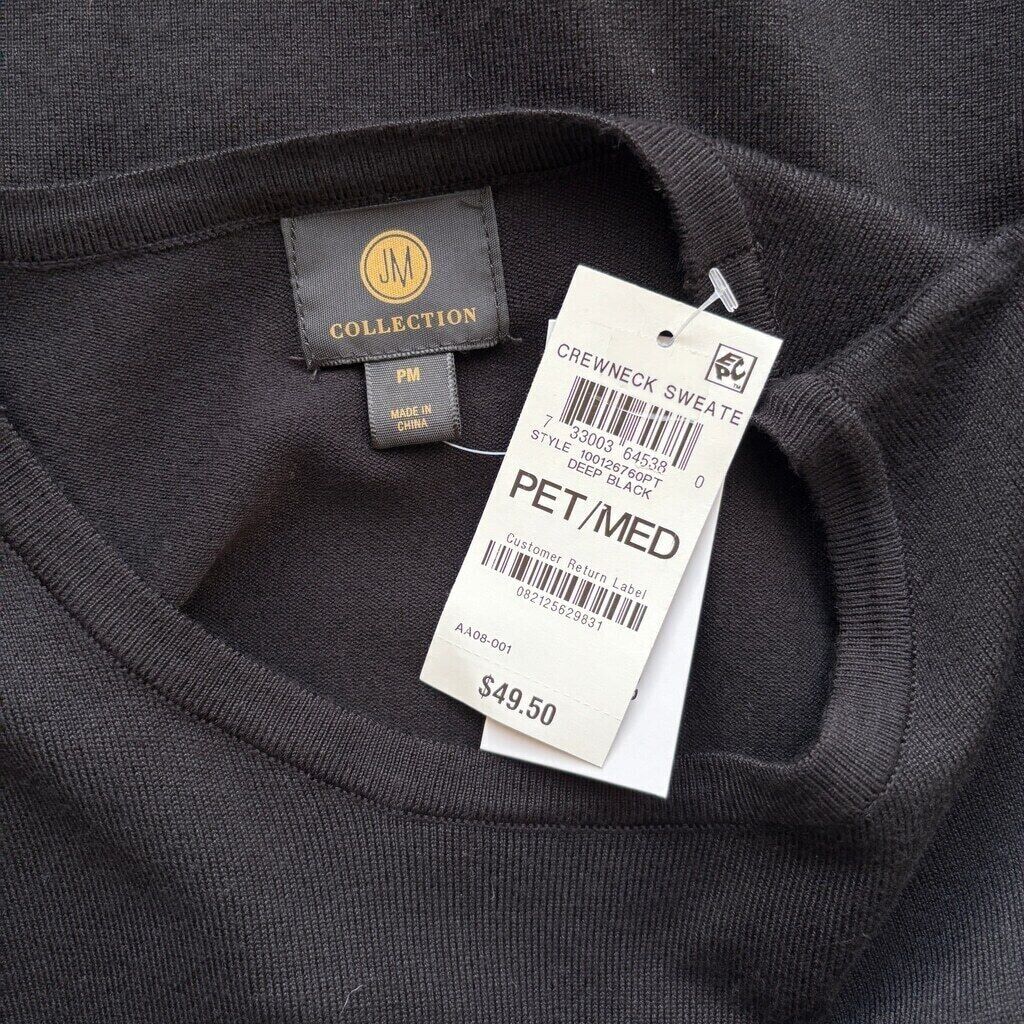 JM
COLLECTION
PM
MADE IN
CHINA
EPC™
CREWNECK SWEATE
7 33003 64538 0
STYLE 100126760PT
DEEP BLACK
PET/MED
Customer Return Label
082125629831
AA08-001
$49.50